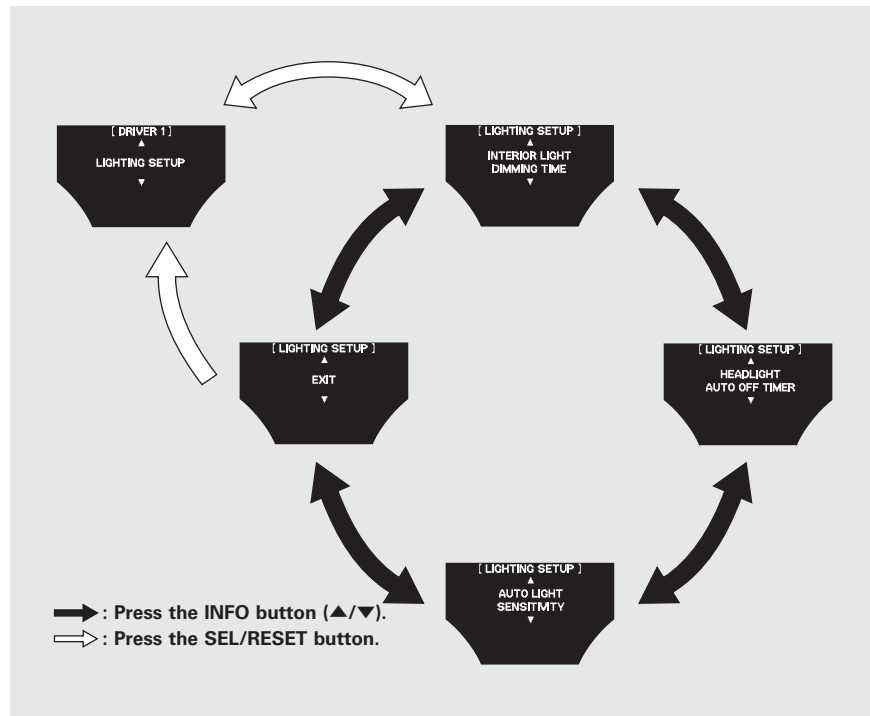 [ DRIVER 1 ]
▲
LIGHTING SETUP
▼
[ LIGHTING SETUP ]
▲
INTERIOR LIGHT
DIMMING TIME
▼
[ LIGHTING SETUP ]
▲
EXIT
▼
[ LIGHTING SETUP ]
▲
HEADLIGHT
AUTO OFF TIMER
▼
[ LIGHTING SETUP ]
▲
AUTO LIGHT
SENSITIVITY
▼
: Press the INFO button (▲/▼).
: Press the SEL/RESET button.